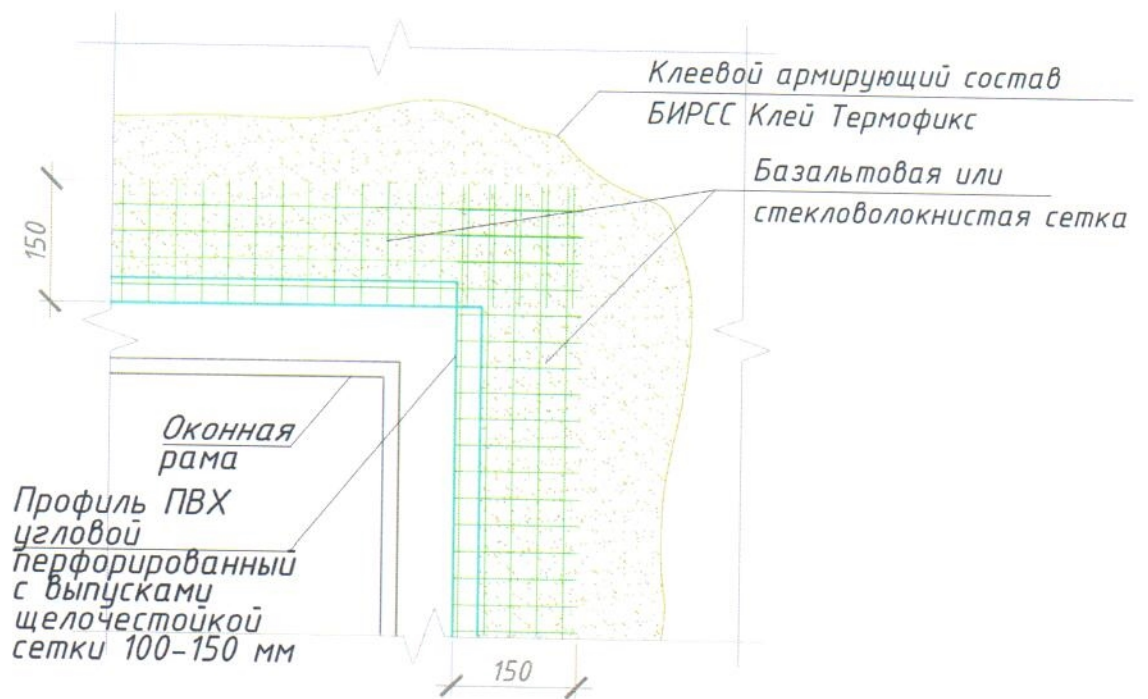 Клеевой армирующий состав
БИРСС Клей Термофикс
Базальтовая или
стекловолокнистая сетка
150
Оконная
рама
Профиль ПВХ
угловой
перфорированный
с выпусками
щелочестойкой
сетки 100-150 мм
150